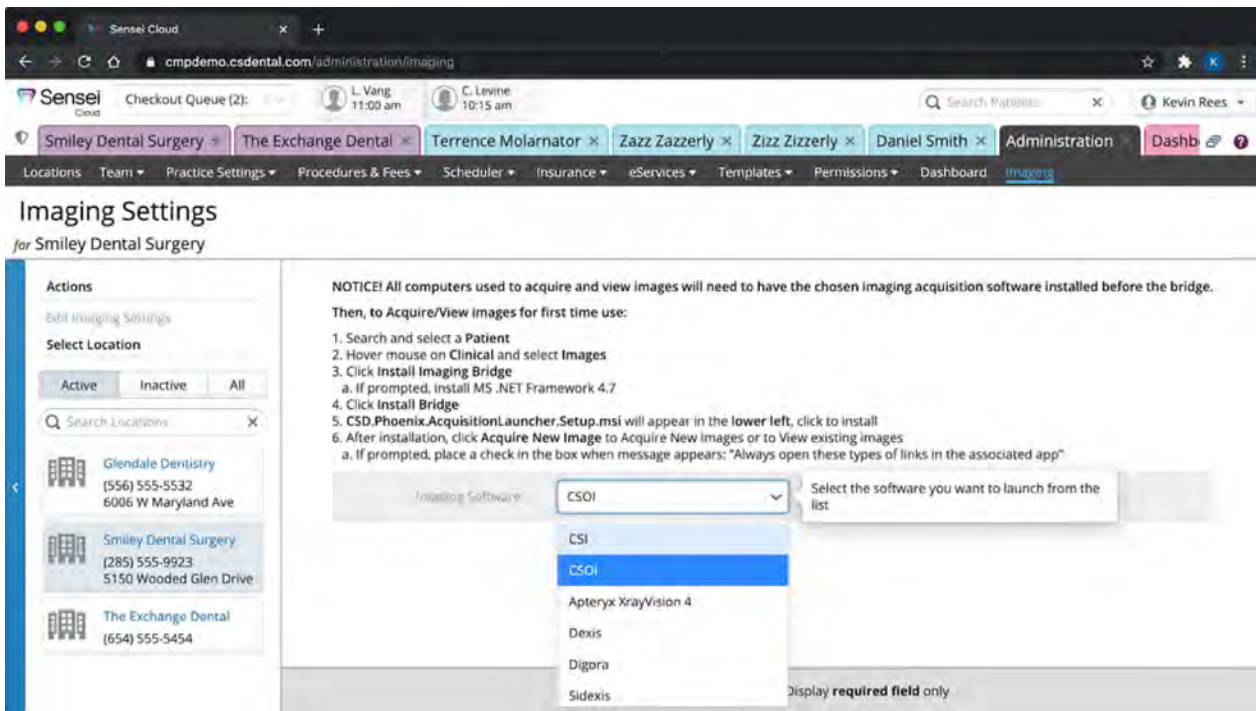 Sensei Cloud
cmpdemo.csdental.com/administration/imaging
K
Sensei
Cloud
Checkout Queue (2):
L. Vang
11:00 am
C. Levine
10:15 am
Search Patients
Kevin Rees
Smiley Dental Surgery
The Exchange Dental
Terrence Molarnator
Zazz Zazzerly
Zizz Zizzerly
Daniel Smith
Administration
Dashb
Locations Team Practice Settings Procedures & Fees Scheduler Insurance eServices Templates Permissions Dashboard Imaging
Imaging Settings
for Smiley Dental Surgery
Actions
Edit Imaging Settings
Select Location
Active Inactive All
Search Locations
Glendale Dentistry
(556) 555-5532
6006 W Maryland Ave
Smiley Dental Surgery
(285) 555-9923
5150 Wooded Glen Drive
The Exchange Dental
(654) 555-5454
NOTICE! All computers used to acquire and view images will need to have the chosen imaging acquisition software installed before the bridge.
Then, to Acquire/View images for first time use:
1. Search and select a Patient
2. Hover mouse on Clinical and select Images
3. Click Install Imaging Bridge
a. If prompted, install MS .NET Framework 4.7
4. Click Install Bridge
5. CSD.Phoenix.AcquisitionLauncher.Setup.msi will appear in the lower left, click to install
6. After installation, click Acquire New Image to Acquire New Images or to View existing images
a. If prompted, place a check in the box when message appears: "Always open these types of links in the associated app"
Imaging Software
CSOI
Select the software you want to launch from the
list
CSI
CSOI
Apteryx XrayVision 4
Dexis
Digora
Sidexis
Display required field only